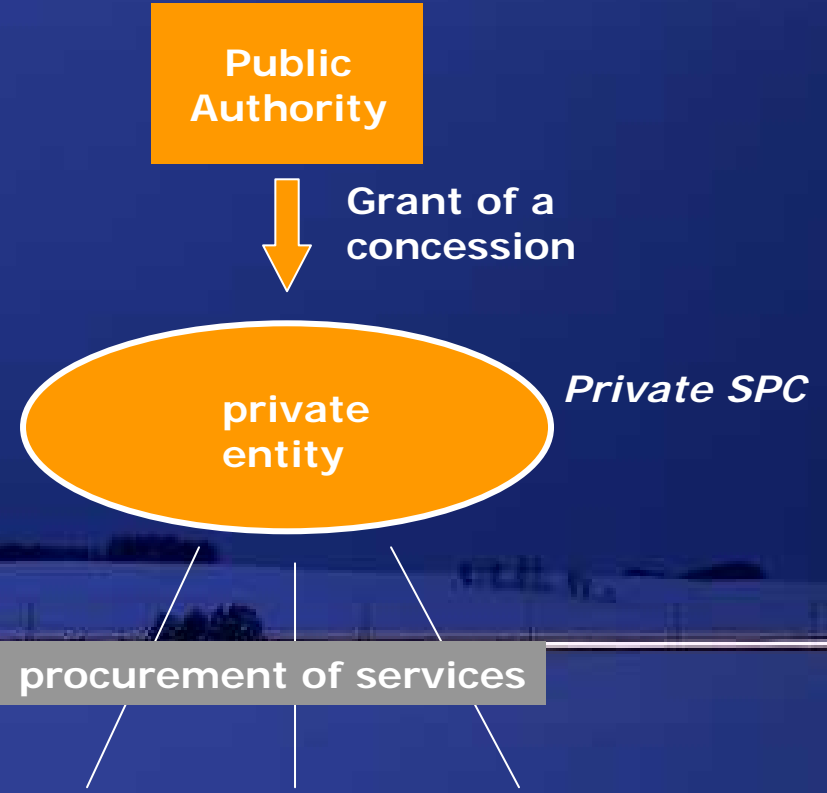 Public
Authority
Grant of a
concession
Private SPC
private
entity
procurement of services